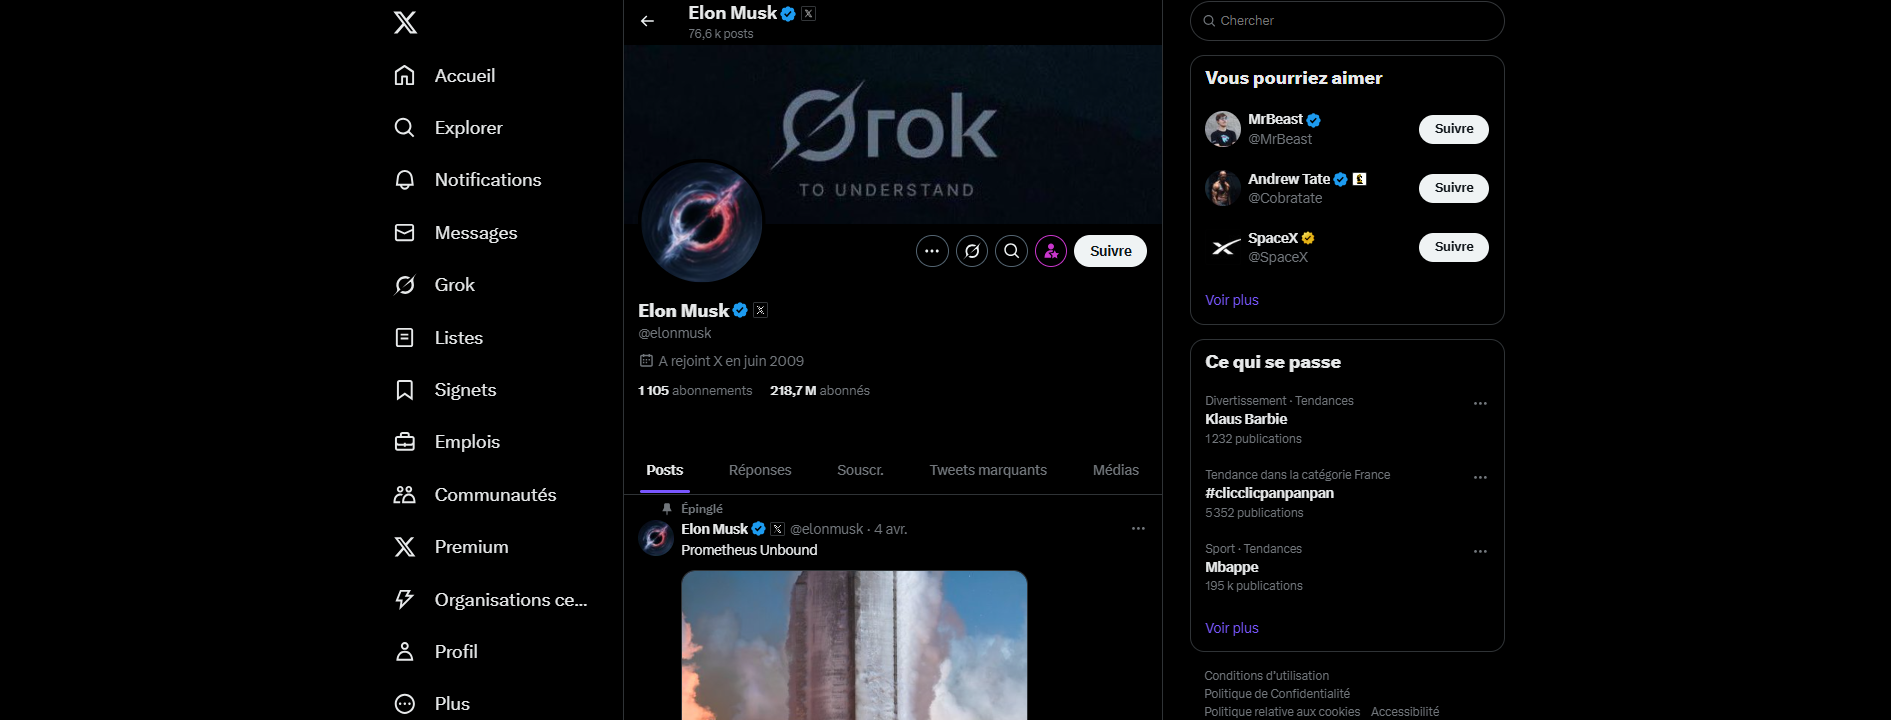 Accueil
Explorer
Notifications
Messages
Grok
Listes
Signets
Emplois
Communautés
Premium
Organisations ce...
Profil
Plus
Elon Musk
76,6 k posts
Grok
TO UNDERSTAND
Suivre
Elon Musk
@elonmusk
A rejoint X en juin 2009
1 105 abonnements 218,7 M abonnés
Posts Réponses Souscr. Tweets marquants Médias
Épinglé
Elon Musk @elonmusk · 4 avr.
Prometheus Unbound
Chercher
Vous pourriez aimer
MrBeast
@MrBeast
Suivre
Andrew Tate
@Cobratate
Suivre
SpaceX
@SpaceX
Suivre
Voir plus
Ce qui se passe
Divertissement · Tendances
Klaus Barbie
1 232 publications
Tendance dans la catégorie France
#clicclicpanpanpan
5 352 publications
Sport · Tendances
Mbappe
195 k publications
Voir plus
Conditions d'utilisation
Politique de Confidentialité
Politique relative aux cookies Accessibilité